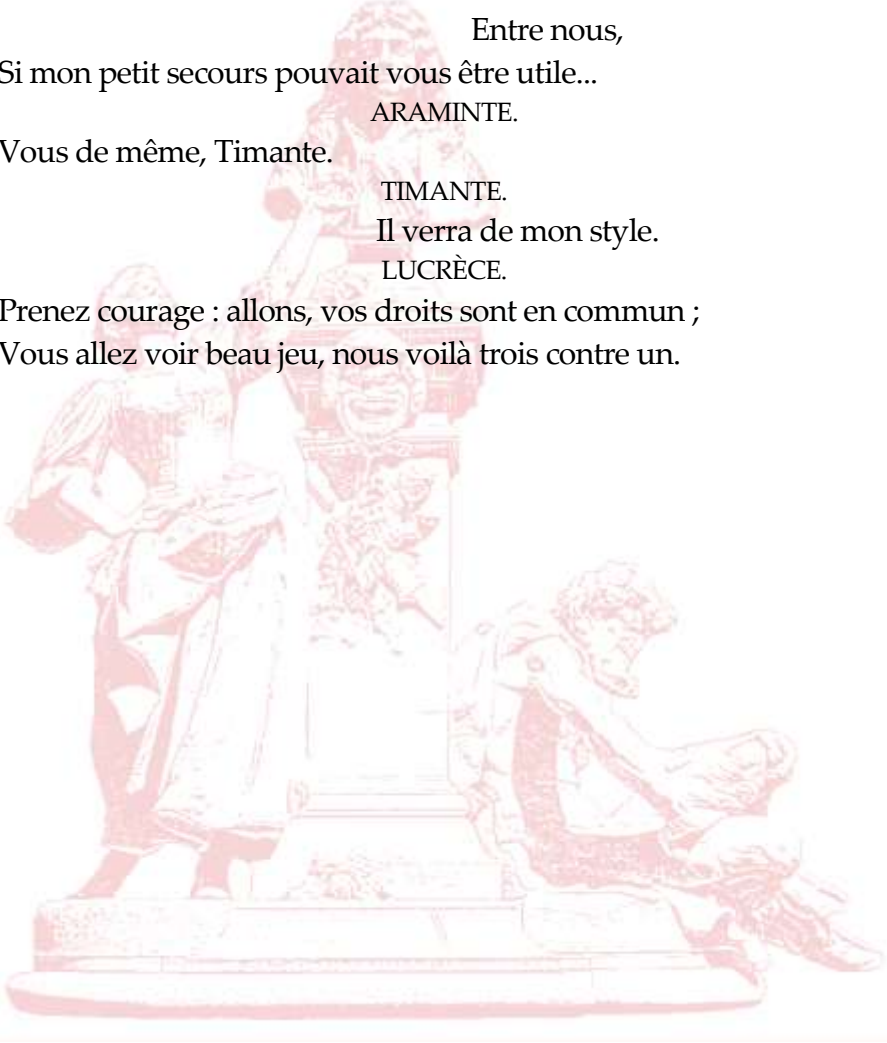 Entre nous,
Si mon petit secours pouvait vous être utile...
ARAMINTE.
Vous de même, Timante.
TIMANTE.
Il verra de mon style.
LUCRÈCE.
Prenez courage : allons, vos droits sont en commun ;
Vous allez voir beau jeu, nous voilà trois contre un.